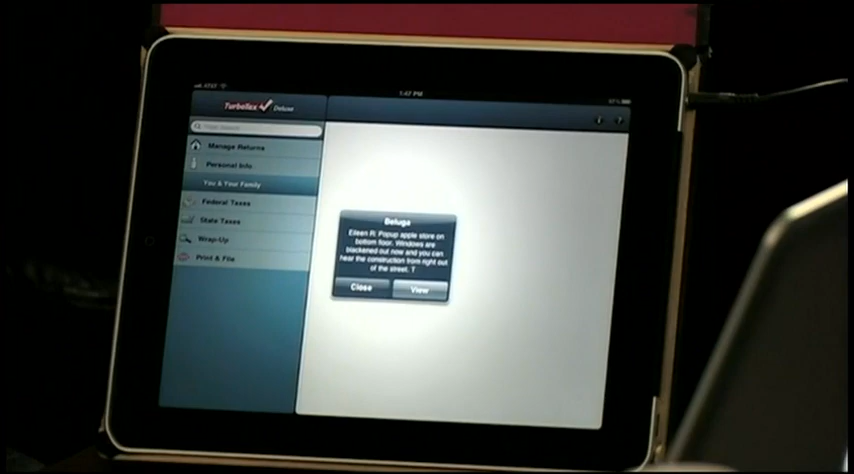 AT&T
1:47 PM
97%
TurboTax Deluxe
Manage Returns
Personal Info
You & Your Family
Federal Taxes
State Taxes
Wrap-Up
Print & File
Beluga
Eileen R: Popup apple store on
bottom floor. Windows are
blackened out now and you can
hear the construction from right out
of the street. T
Close
View